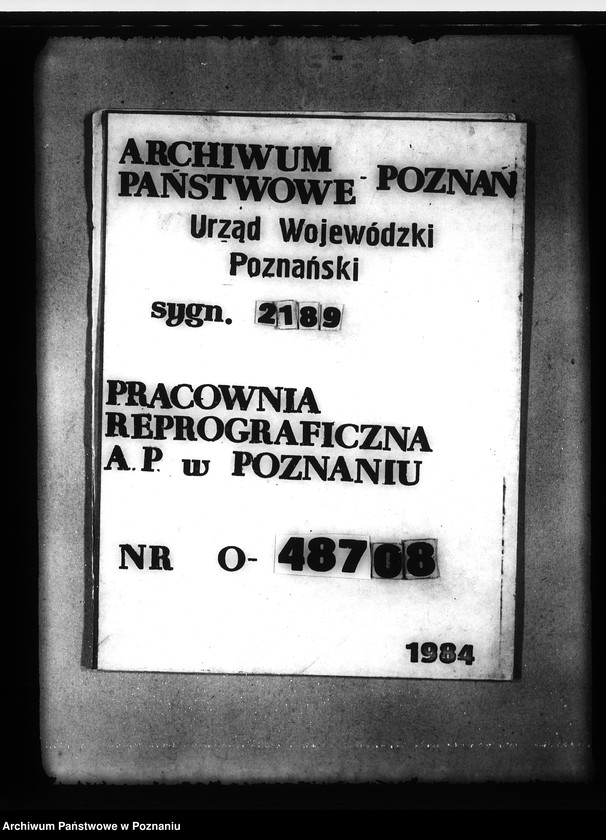 ARCHIWUM
PAŃSTWOWE - POZNAŃ
Urząd Wojewódzki
Poznański
sygn. 2189
PRACOWNIA
REPROGRAFICZNA
A.P. w POZNANIU
NR O- 48708
1984
Archiwum Państwowe w Poznaniu